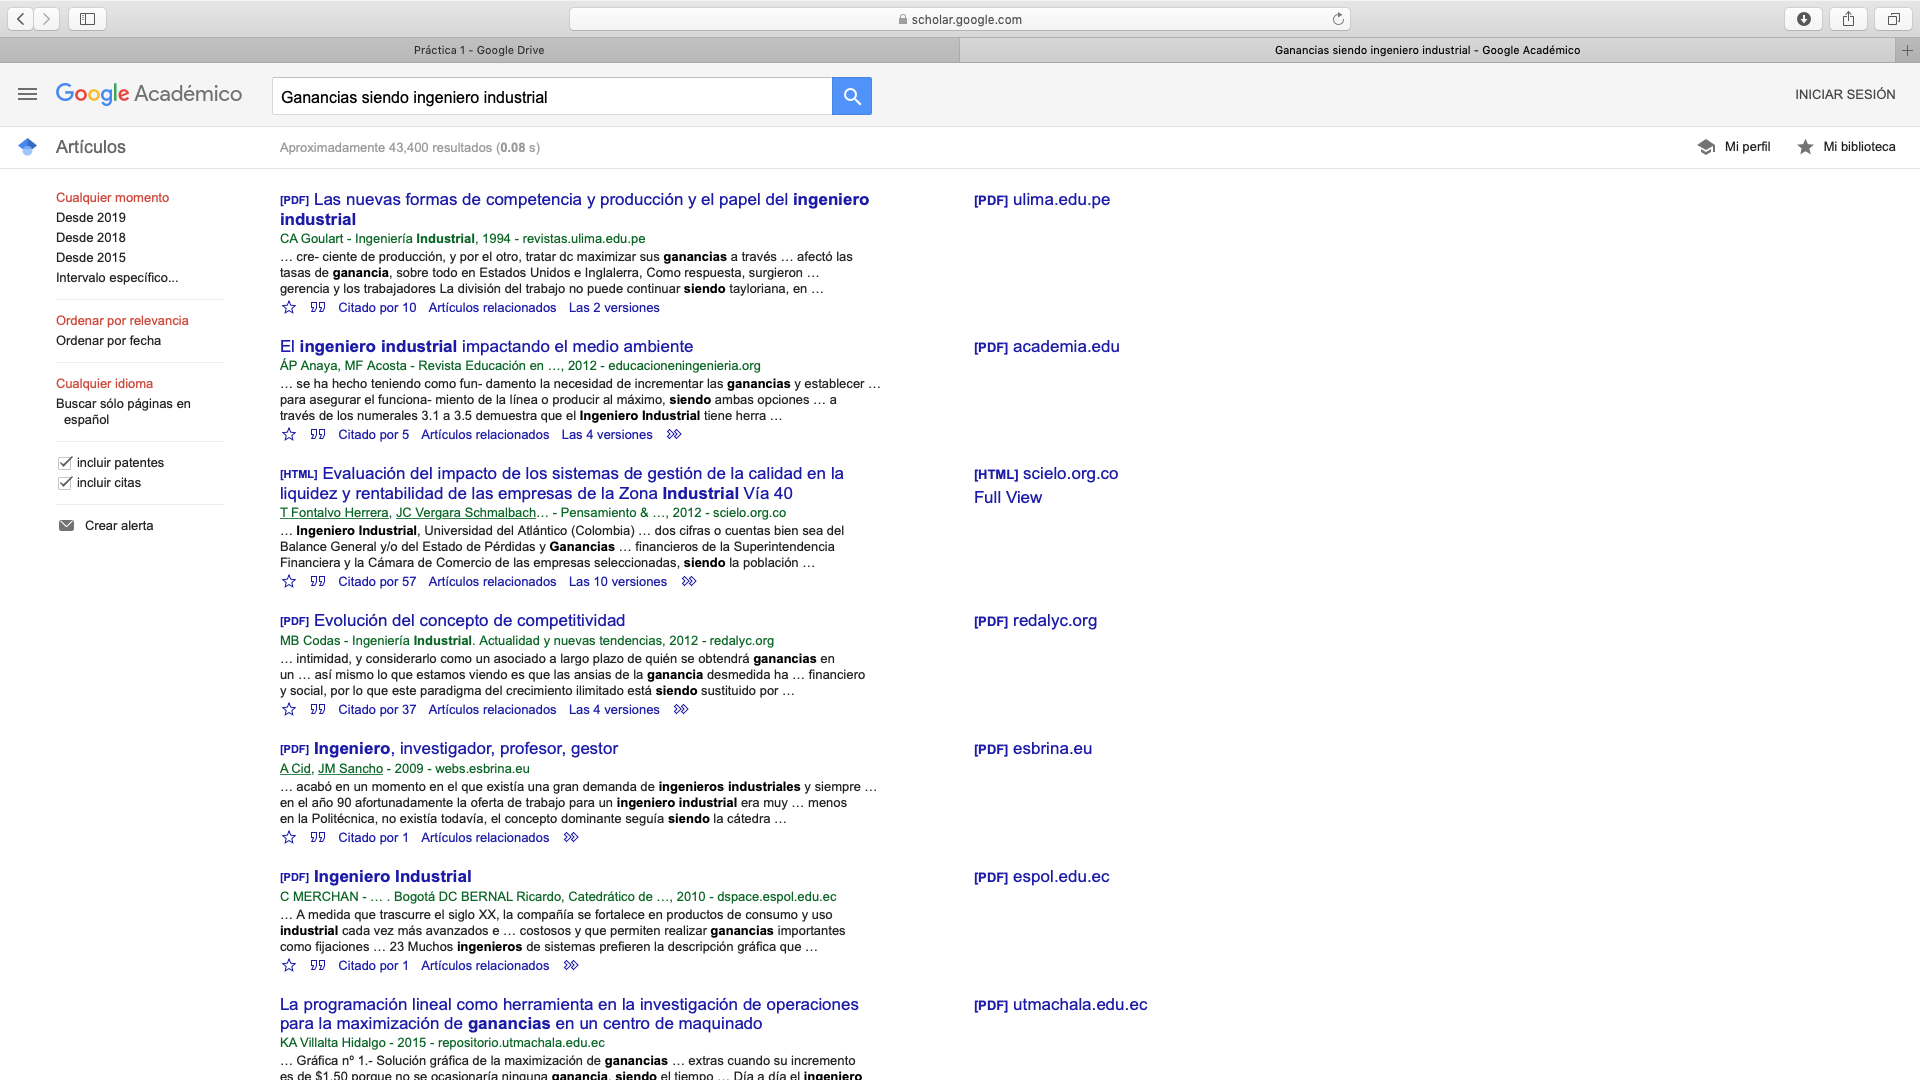 scholar.google.com
Práctica 1 - Google Drive
Ganancias siendo ingeniero industrial - Google Académico
Google Académico
Ganancias siendo ingeniero industrial
INICIAR SESIÓN
Artículos
Aproximadamente 43,400 resultados (0.08 s)
Mi perfil
Mi biblioteca
Cualquier momento
Desde 2019
Desde 2018
Desde 2015
Intervalo específico...
Ordenar por relevancia
Ordenar por fecha
Cualquier idioma
Buscar sólo páginas en
español
incluir patentes
incluir citas
Crear alerta
[PDF] Las nuevas formas de competencia y producción y el papel del ingeniero
industrial
CA Goulart - Ingeniería Industrial, 1994 - revistas.ulima.edu.pe
… cre- ciente de producción, y por el otro, tratar dc maximizar sus ganancias a través … afectó las
tasas de ganancia, sobre todo en Estados Unidos e Inglalerra, Como respuesta, surgieron …
gerencia y los trabajadores La división del trabajo no puede continuar siendo tayloriana, en …
Citado por 10 Artículos relacionados Las 2 versiones
[PDF] ulima.edu.pe
El ingeniero industrial impactando el medio ambiente
ÁP Anaya, MF Acosta - Revista Educación en …, 2012 - educacioneningenieria.org
… se ha hecho teniendo como fun- damento la necesidad de incrementar las ganancias y establecer …
para asegurar el funciona- miento de la línea o producir al máximo, siendo ambas opciones … a
través de los numerales 3.1 a 3.5 demuestra que el Ingeniero Industrial tiene herra …
Citado por 5 Artículos relacionados Las 4 versiones
[PDF] academia.edu
[HTML] Evaluación del impacto de los sistemas de gestión de la calidad en la
liquidez y rentabilidad de las empresas de la Zona Industrial Vía 40
T Fontalvo Herrera, JC Vergara Schmalbach… - Pensamiento & …, 2012 - scielo.org.co
… Ingeniero Industrial, Universidad del Atlántico (Colombia) … dos cifras o cuentas bien sea del
Balance General y/o del Estado de Pérdidas y Ganancias … financieros de la Superintendencia
Financiera y la Cámara de Comercio de las empresas seleccionadas, siendo la población …
Citado por 57 Artículos relacionados Las 10 versiones
[HTML] scielo.org.co
Full View
[PDF] Evolución del concepto de competitividad
MB Codas - Ingeniería Industrial. Actualidad y nuevas tendencias, 2012 - redalyc.org
… intimidad, y considerarlo como un asociado a largo plazo de quién se obtendrá ganancias en
un … así mismo lo que estamos viendo es que las ansias de la ganancia desmedida ha … financiero
y social, por lo que este paradigma del crecimiento ilimitado está siendo sustituido por …
Citado por 37 Artículos relacionados Las 4 versiones
[PDF] redalyc.org
[PDF] Ingeniero, investigador, profesor, gestor
A Cid, JM Sancho - 2009 - webs.esbrina.eu
… acabó en un momento en el que existía una gran demanda de ingenieros industriales y siempre …
en el año 90 afortunadamente la oferta de trabajo para un ingeniero industrial era muy … menos
en la Politécnica, no existía todavía, el concepto dominante seguía siendo la cátedra …
Citado por 1 Artículos relacionados
[PDF] esbrina.eu
[PDF] Ingeniero Industrial
C MERCHAN - … . Bogotá DC BERNAL Ricardo, Catedrático de …, 2010 - dspace.espol.edu.ec
… A medida que trascurre el siglo XX, la compañía se fortalece en productos de consumo y uso
industrial cada vez más avanzados e … costosos y que permiten realizar ganancias importantes
como fijaciones … 23 Muchos ingenieros de sistemas prefieren la descripción gráfica que …
Citado por 1 Artículos relacionados
[PDF] espol.edu.ec
La programación lineal como herramienta en la investigación de operaciones
para la maximización de ganancias en un centro de maquinado
KA Villalta Hidalgo - 2015 - repositorio.utmachala.edu.ec
… Gráfica nº 1.- Solución gráfica de la maximización de ganancias … extras cuando su incremento
es de $1,50 porque no se ocasionaría ninguna ganancia, siendo el tiempo … Día a día el ingeniero
[PDF] utmachala.edu.ec